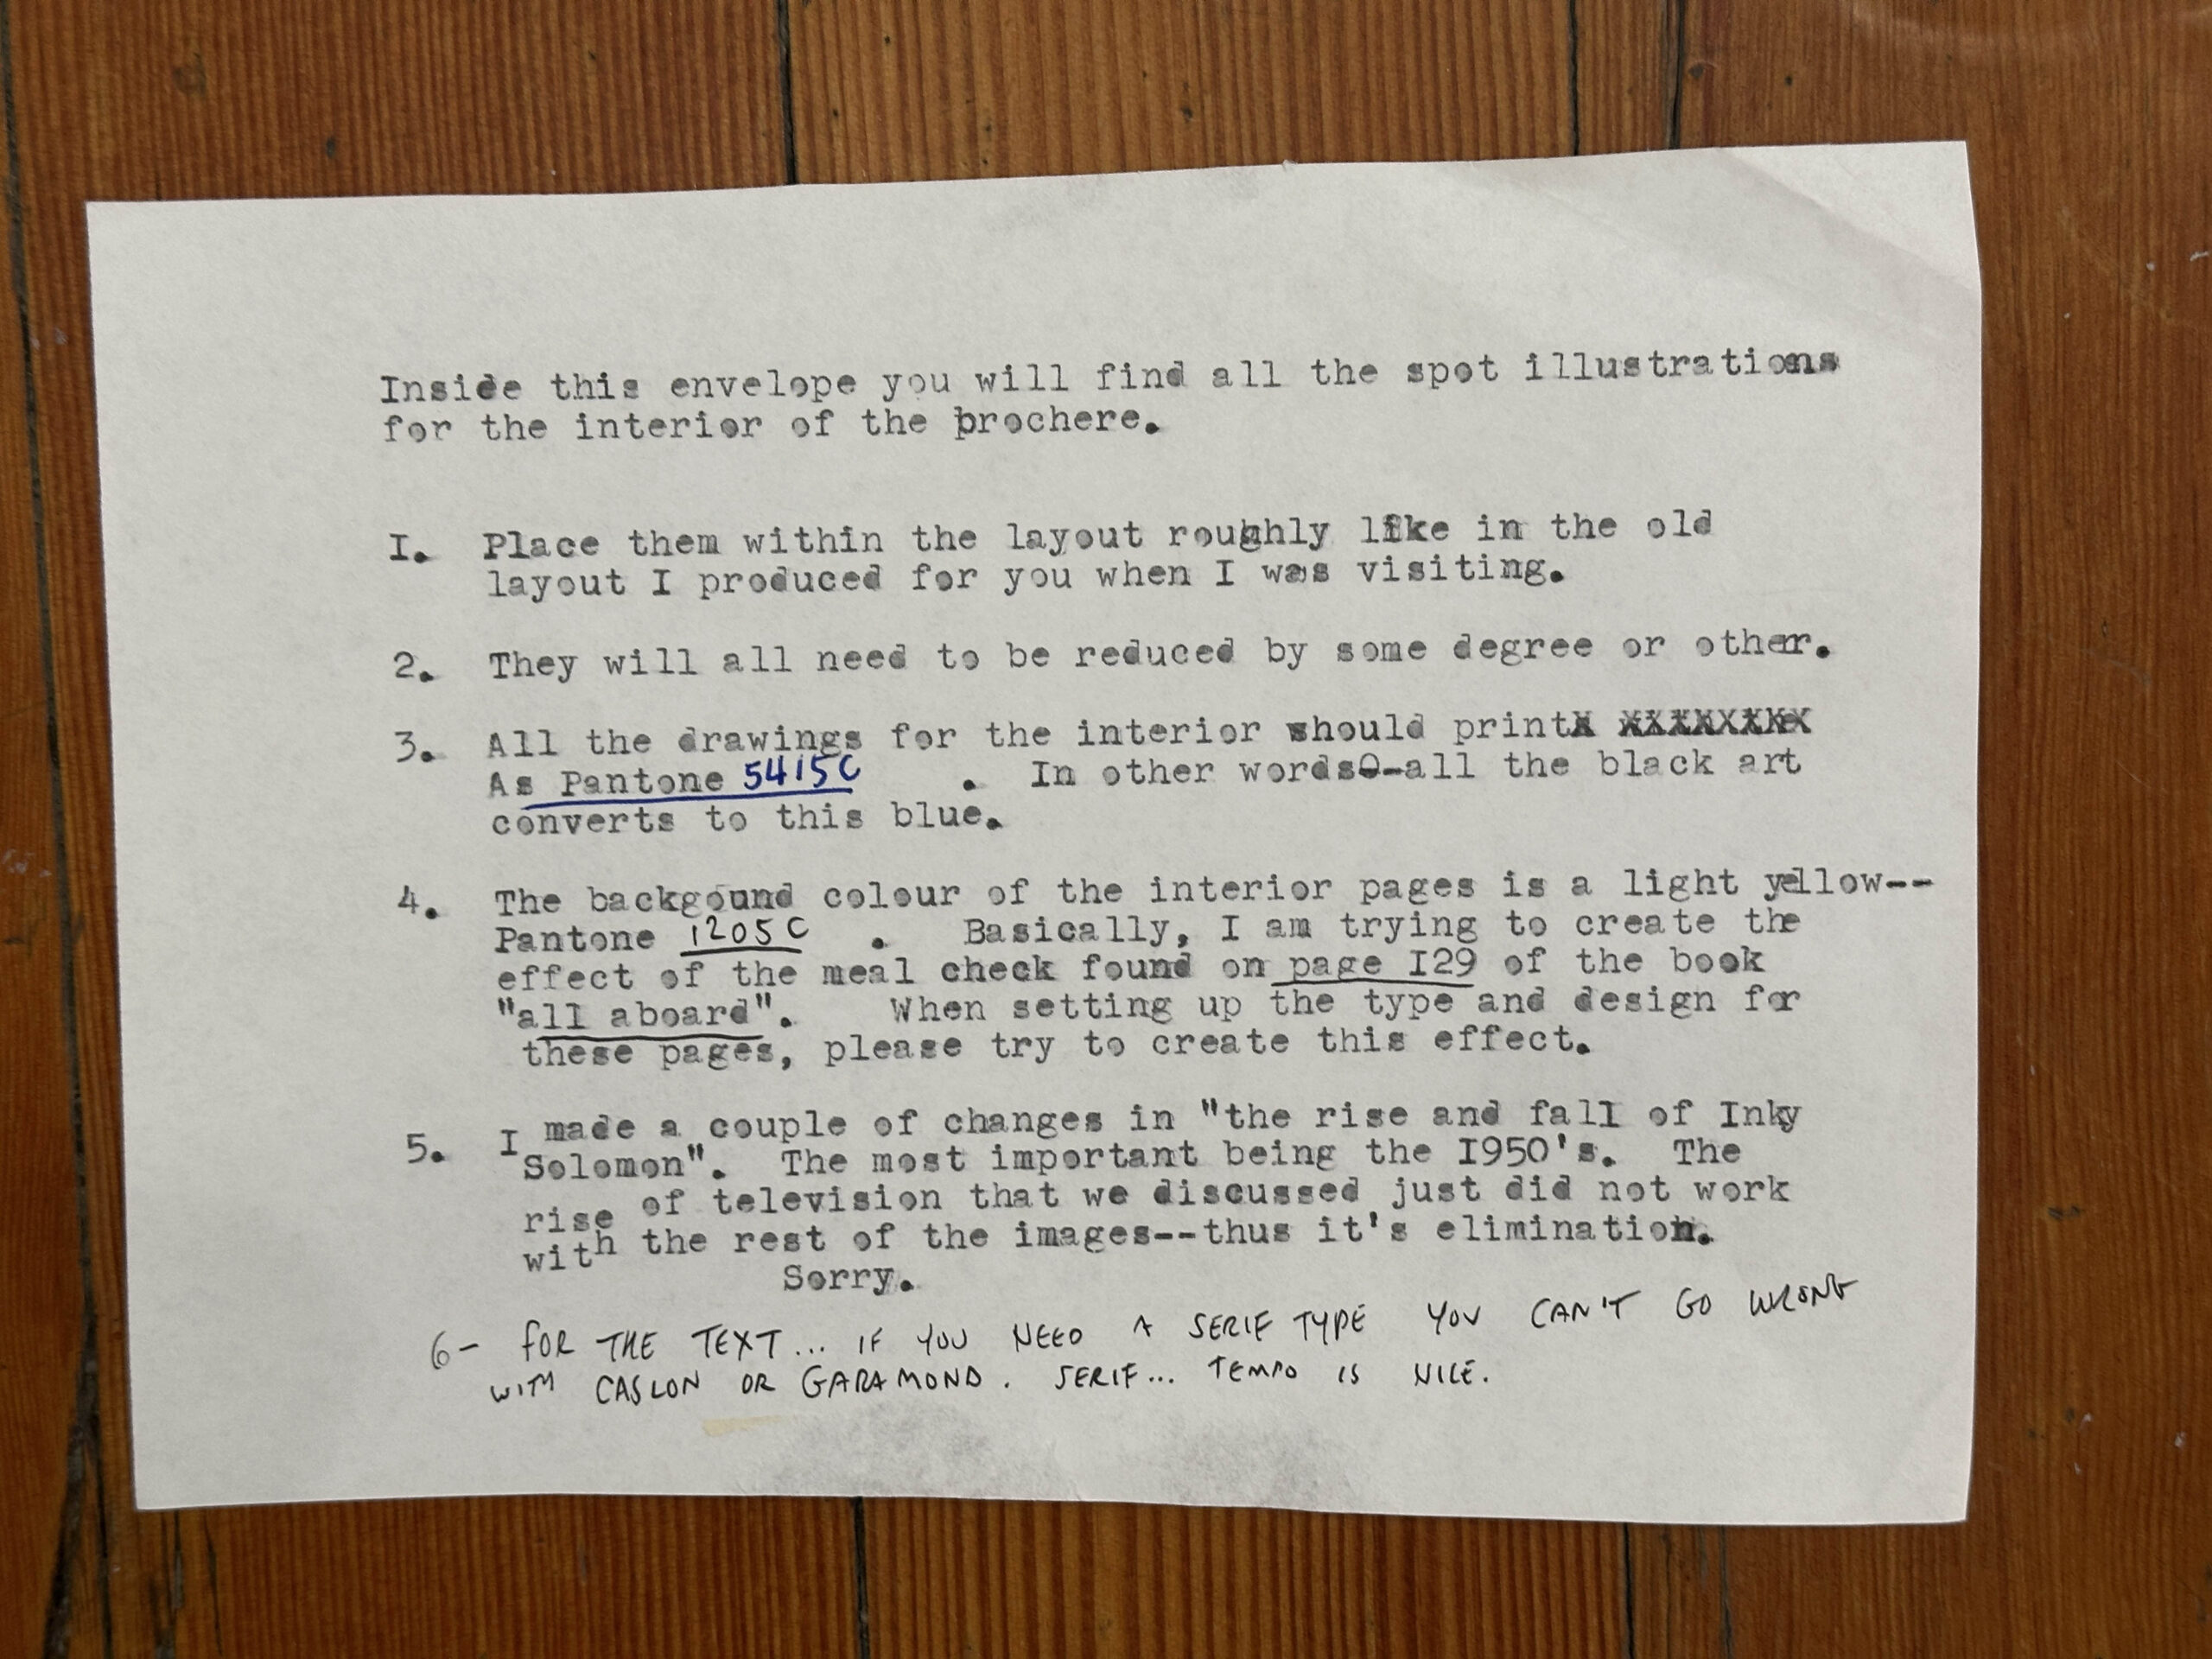 Inside this envelope you will find all the spot illustrations
for the interior of the brochere.
I. Place them within the layout roughly like in the old
layout I produced for you when I was visiting.
2. They will all need to be reduced by some degree or other.
3. All the drawings for the interior should print
As Pantone 5415C . In other words--all the black art
converts to this blue.
4. The backgound colour of the interior pages is a light yellow--
Pantone 1205C . Basically, I am trying to create the
effect of the meal check found on page I29 of the book
"all aboard". When setting up the type and design for
these pages, please try to create this effect.
5. I made a couple of changes in "the rise and fall of Inky
Solomon". The most important being the I950's. The
rise of television that we discussed just did not work
with the rest of the images--thus it's elimination.
Sorry.
6- FOR THE TEXT... IF YOU NEED A SERIF TYPE YOU CAN'T GO WRONG
WITH CASLON OR GARAMOND. SERIF... TEMPO IS NICE.